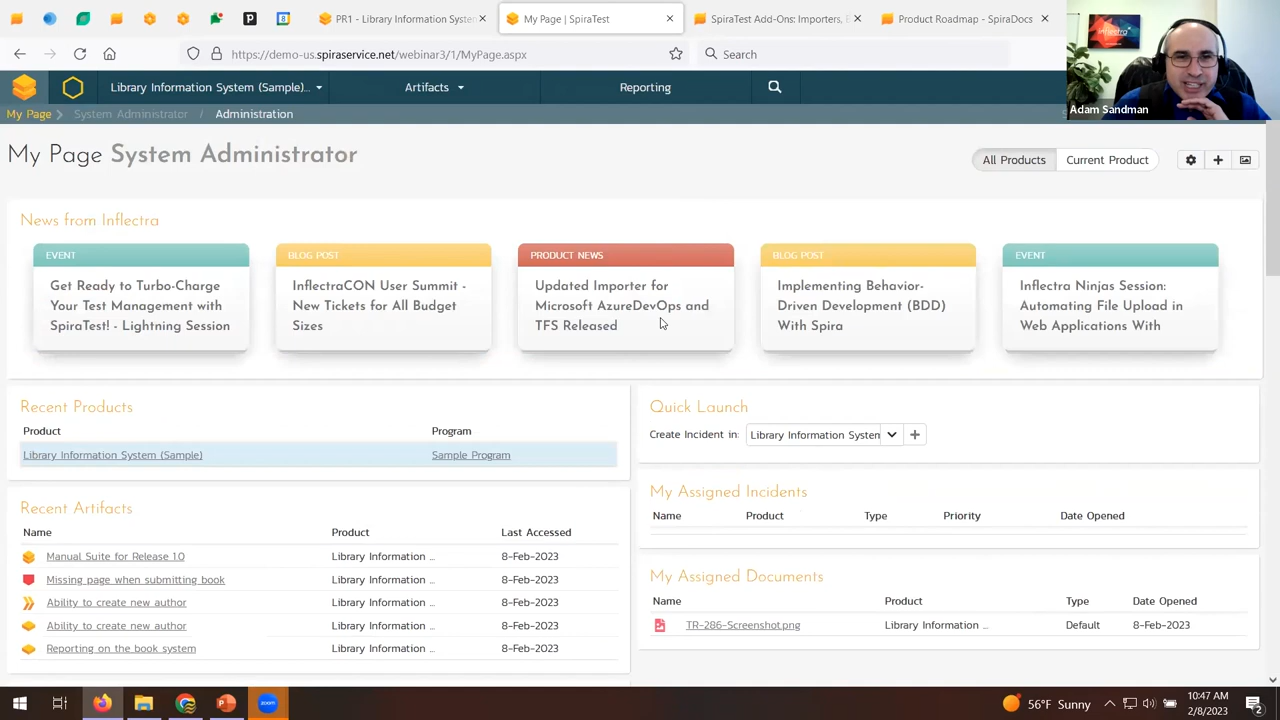 PR1 - Library Information System
My Page | SpiraTest
SpiraTest Add-Ons: Importers, E
Product Roadmap - SpiraDocs
https://demo-us.spiraservice.net/webinar3/1/MyPage.aspx
Search
inflectra
Adam Sandman
Library Information System (Sample)...
Artifacts
Reporting
My Page
System Administrator / Administration
My Page System Administrator
All Products
Current Product
News from Inflectra
EVENT
Get Ready to Turbo-Charge
Your Test Management with
SpiraTest! - Lightning Session
BLOG POST
InflectraCON User Summit -
New Tickets for All Budget
Sizes
PRODUCT NEWS
Updated Importer for
Microsoft AzureDevOps and
TFS Released
BLOG POST
Implementing Behavior-
Driven Development (BDD)
With Spira
EVENT
Inflectra Ninjas Session:
Automating File Upload in
Web Applications With
Recent Products
Product Program
Library Information System (Sample) Sample Program
Recent Artifacts
Name Product Last Accessed
Manual Suite for Release 1.0 Library Information ... 8-Feb-2023
Missing page when submitting book Library Information ... 8-Feb-2023
Ability to create new author Library Information ... 8-Feb-2023
Ability to create new author Library Information ... 8-Feb-2023
Reporting on the book system Library Information ... 8-Feb-2023
Quick Launch
Create Incident in: Library Information System
My Assigned Incidents
Name Product Type Priority Date Opened
My Assigned Documents
Name Product Type Date Opened
TR-286-Screenshot.png Library Information ... Default 8-Feb-2023
zoom
56°F Sunny
10:47 AM
2/8/2023
2